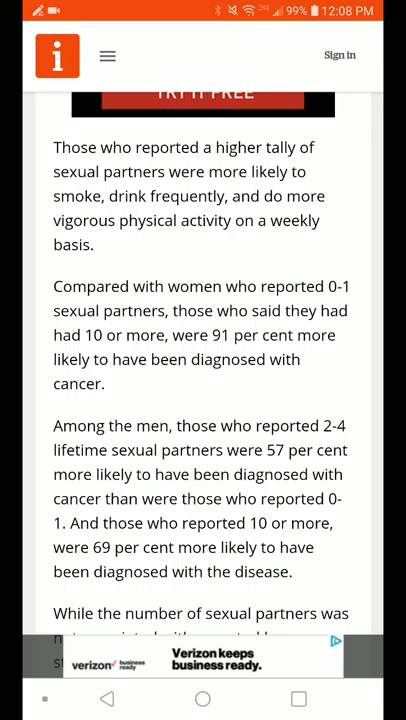 99% 12:08 PM
i
Sign in
TRY IT FREE
Those who reported a higher tally of
sexual partners were more likely to
smoke, drink frequently, and do more
vigorous physical activity on a weekly
basis.
Compared with women who reported 0-1
sexual partners, those who said they had
had 10 or more, were 91 per cent more
likely to have been diagnosed with
cancer.
Among the men, those who reported 2-4
lifetime sexual partners were 57 per cent
more likely to have been diagnosed with
cancer than were those who reported 0-
1. And those who reported 10 or more,
were 69 per cent more likely to have
been diagnosed with the disease.
While the number of sexual partners was
Verizon keeps
business ready.
verizon✓ business ready